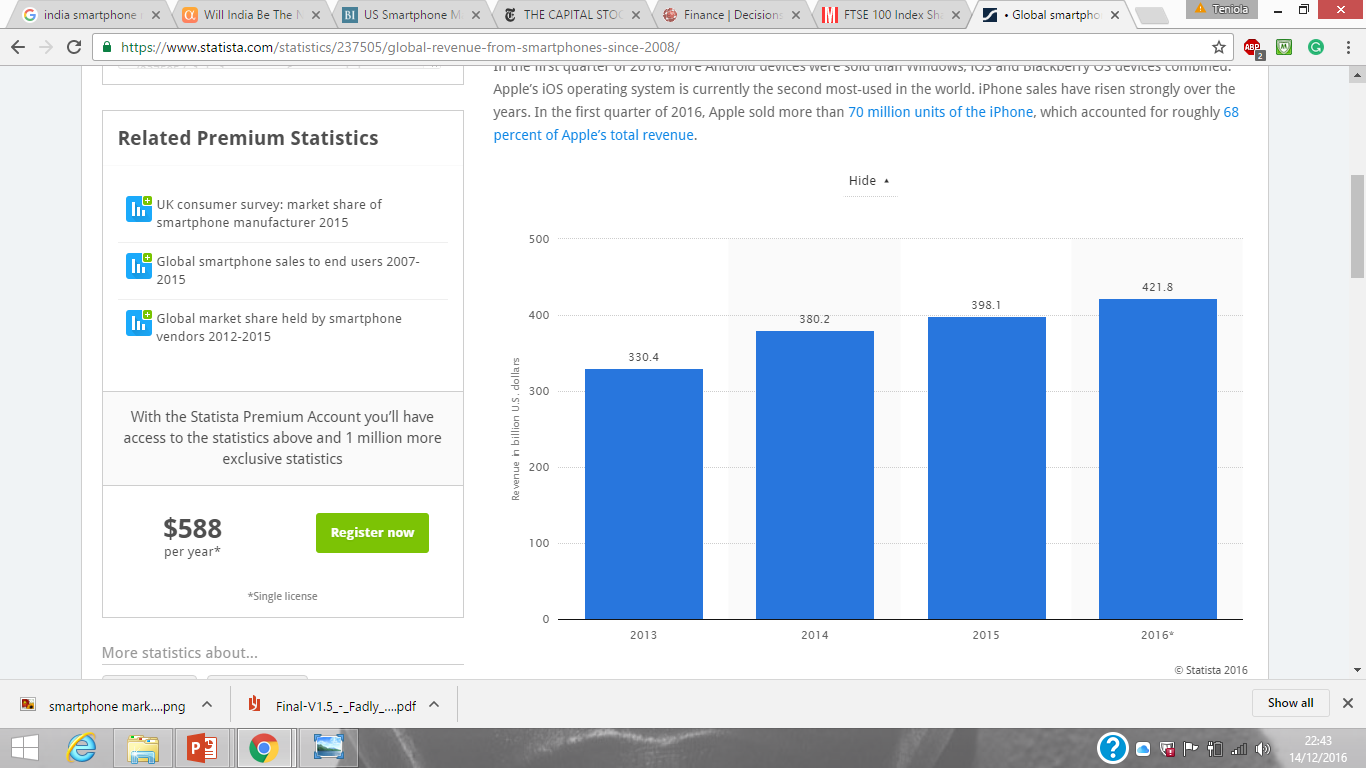 india smartphone
Will India Be The N
US Smartphone M
THE CAPITAL STOC
Finance | Decisions
FTSE 100 Index Sha
• Global smartpho
Teniola
https://www.statista.com/statistics/237505/global-revenue-from-smartphones-since-2008/
ABP
2
In the first quarter of 2016, more Android devices were sold than Windows, iOS and Blackberry OS devices combined.
Apple’s iOS operating system is currently the second most-used in the world. iPhone sales have risen strongly over the
years. In the first quarter of 2016, Apple sold more than 70 million units of the iPhone, which accounted for roughly 68
percent of Apple’s total revenue.
Related Premium Statistics
UK consumer survey: market share of
smartphone manufacturer 2015
Global smartphone sales to end users 2007-
2015
Global market share held by smartphone
vendors 2012-2015
With the Statista Premium Account you’ll have
access to the statistics above and 1 million more
exclusive statistics
$588
per year*
Register now
*Single license
More statistics about...
Hide
Revenue in billion U.S. dollars
500
400
300
200
100
0
330.4
380.2
398.1
421.8
2013
2014
2015
2016*
© Statista 2016
smartphone mark....png
Final-V1.5_-_Fadly_....pdf
Show all
22:43
14/12/2016